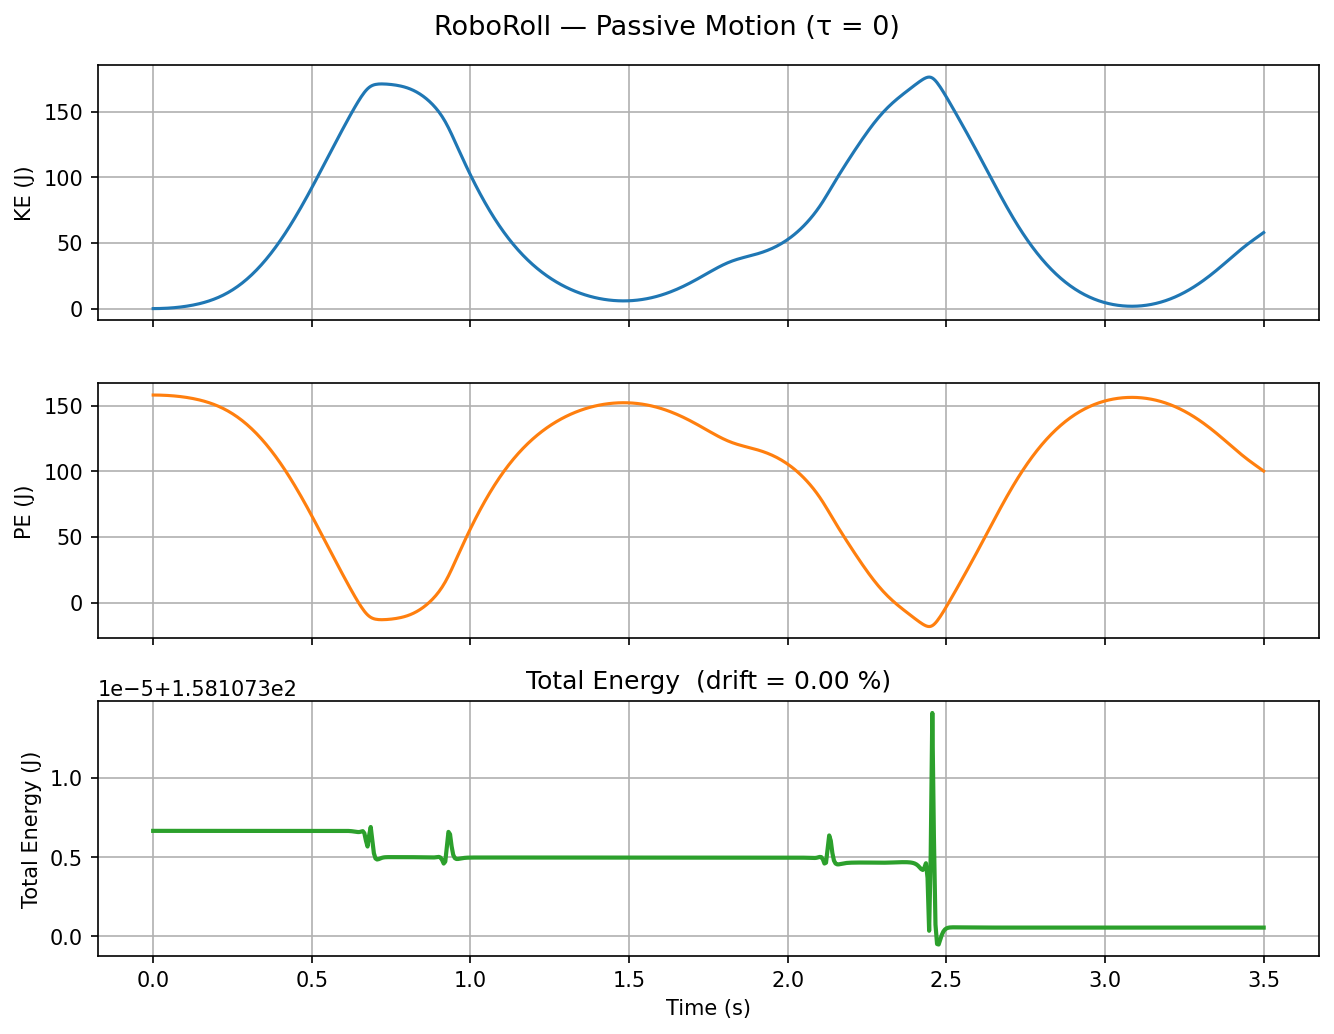 RoboRoll — Passive Motion (τ = 0)
KE (J)
150
100
50
0
PE (J)
150
100
50
0
Total Energy  (drift = 0.00 %)
1e−5+1.581073e2
Total Energy (J)
1.0
0.5
0.0
0.0 0.5 1.0 1.5 2.0 2.5 3.0 3.5
Time (s)